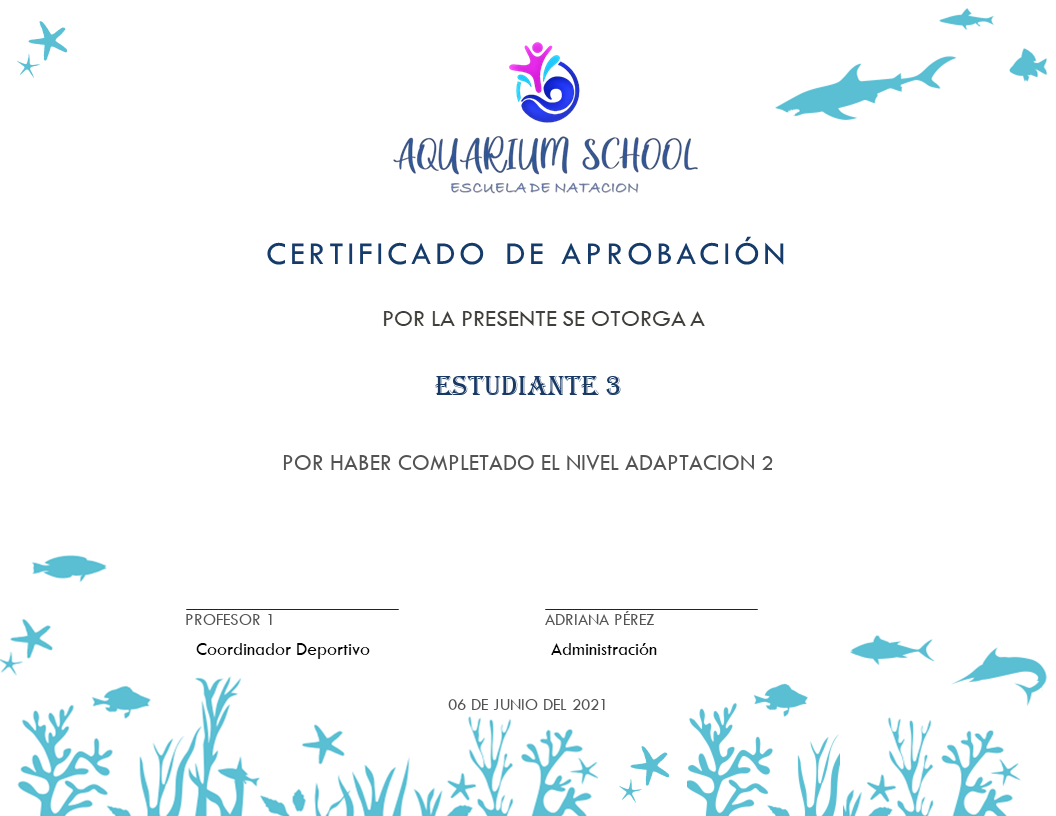 AQUARIUM SCHOOL
ESCUELA DE NATACION
CERTIFICADO DE APROBACIÓN
POR LA PRESENTE SE OTORGA A
ESTUDIANTE 3
POR HABER COMPLETADO EL NIVEL ADAPTACION 2
PROFESOR 1
ADRIANA PÉREZ
Coordinador Deportivo
Administración
06 DE JUNIO DEL 2021